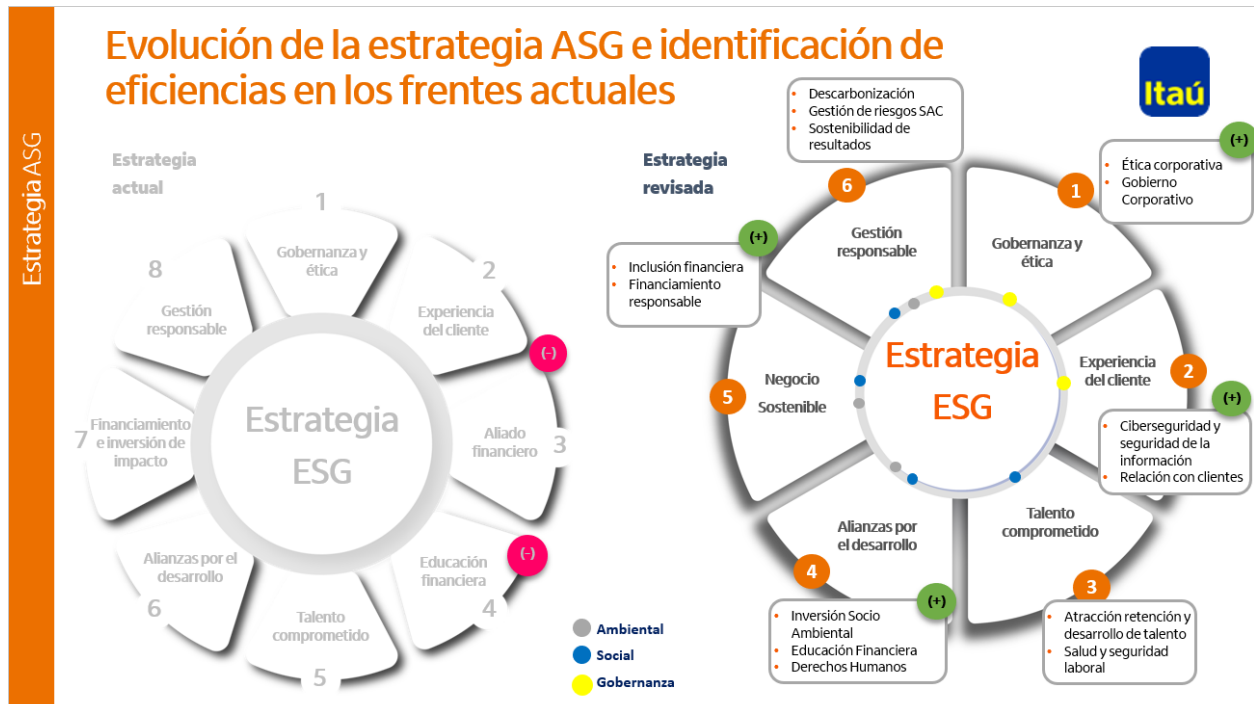 Estrategia ASG
Evolución de la estrategia ASG e identificación de
eficiencias en los frentes actuales
Itaú
Estrategia
actual
1
Gobernanza y
ética
2
Experiencia
del cliente
(-)
Aliado
financiero
3
(-)
Educación
financiera
4
Talento
comprometido
5
Alianzas por el
desarrollo
6
7
Financiamiento
e inversión de
impacto
8
Gestión
responsable
Estrategia
ESG
Ambiental
Social
Gobernanza
Estrategia
revisada
(+)
• Ética corporativa
• Gobierno
Corporativo
1
Gobernanza y
ética
Experiencia
del cliente
2
(+)
• Ciberseguridad y
seguridad de la
información
• Relación con clientes
Talento
comprometido
3
• Atracción retención y
desarrollo de talento
• Salud y seguridad
laboral
Alianzas por
el desarrollo
4
(+)
• Inversión Socio
Ambiental
• Educación Financiera
• Derechos Humanos
5
Negocio
Sostenible
(+)
• Inclusión financiera
• Financiamiento
responsable
6
Gestión
responsable
• Descarbonización
• Gestión de riesgos SAC
• Sostenibilidad de
resultados
Estrategia
ESG